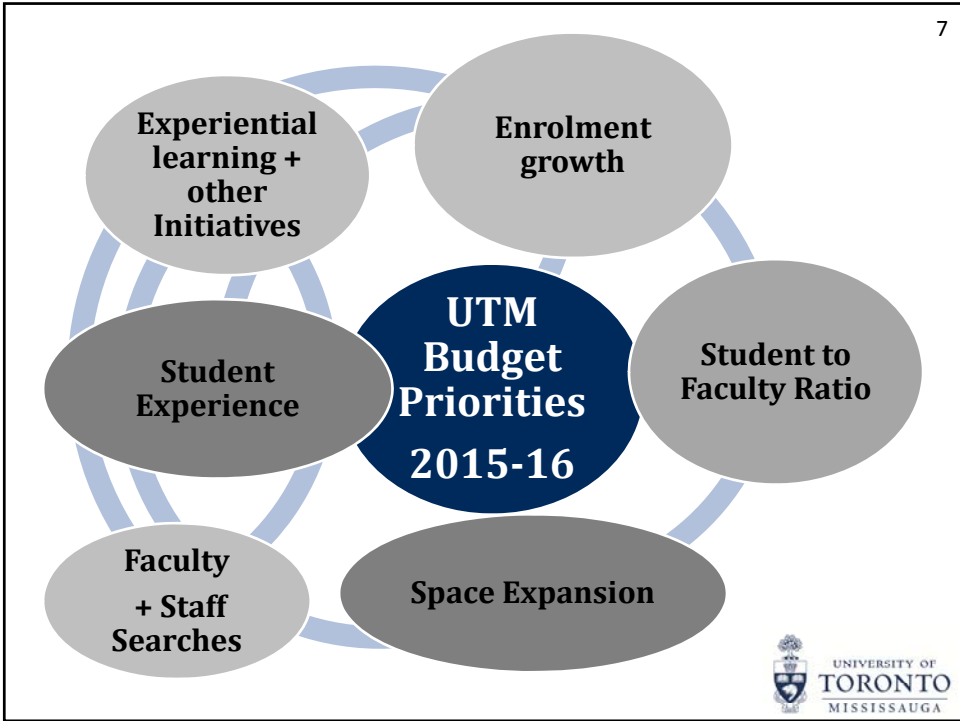 7
Experiential
learning +
other
Initiatives
Enrolment
growth
UTM
Budget
Priorities
2015-16
Student to
Faculty Ratio
Student
Experience
Faculty
+ Staff
Searches
Space Expansion
UNIVERSITY OF
TORONTO
MISSISSAUGA